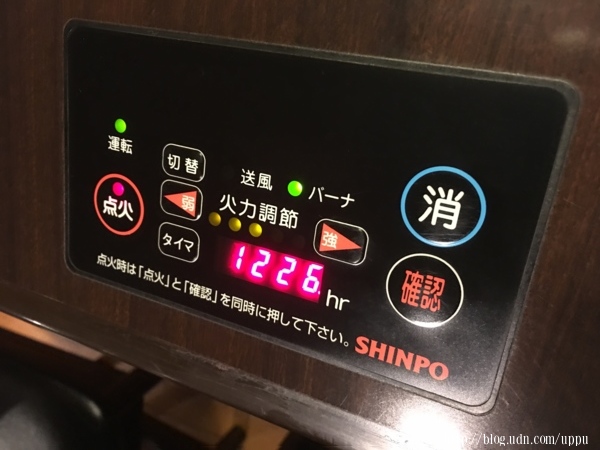 運転
切替
送風
バーナ
点火
弱
火力調節
強
消
タイマ
1226 hr
確認
点火時は「点火」と「確認」を同時に押して下さい。
SHINPO
http://blog.udn.com/uppu